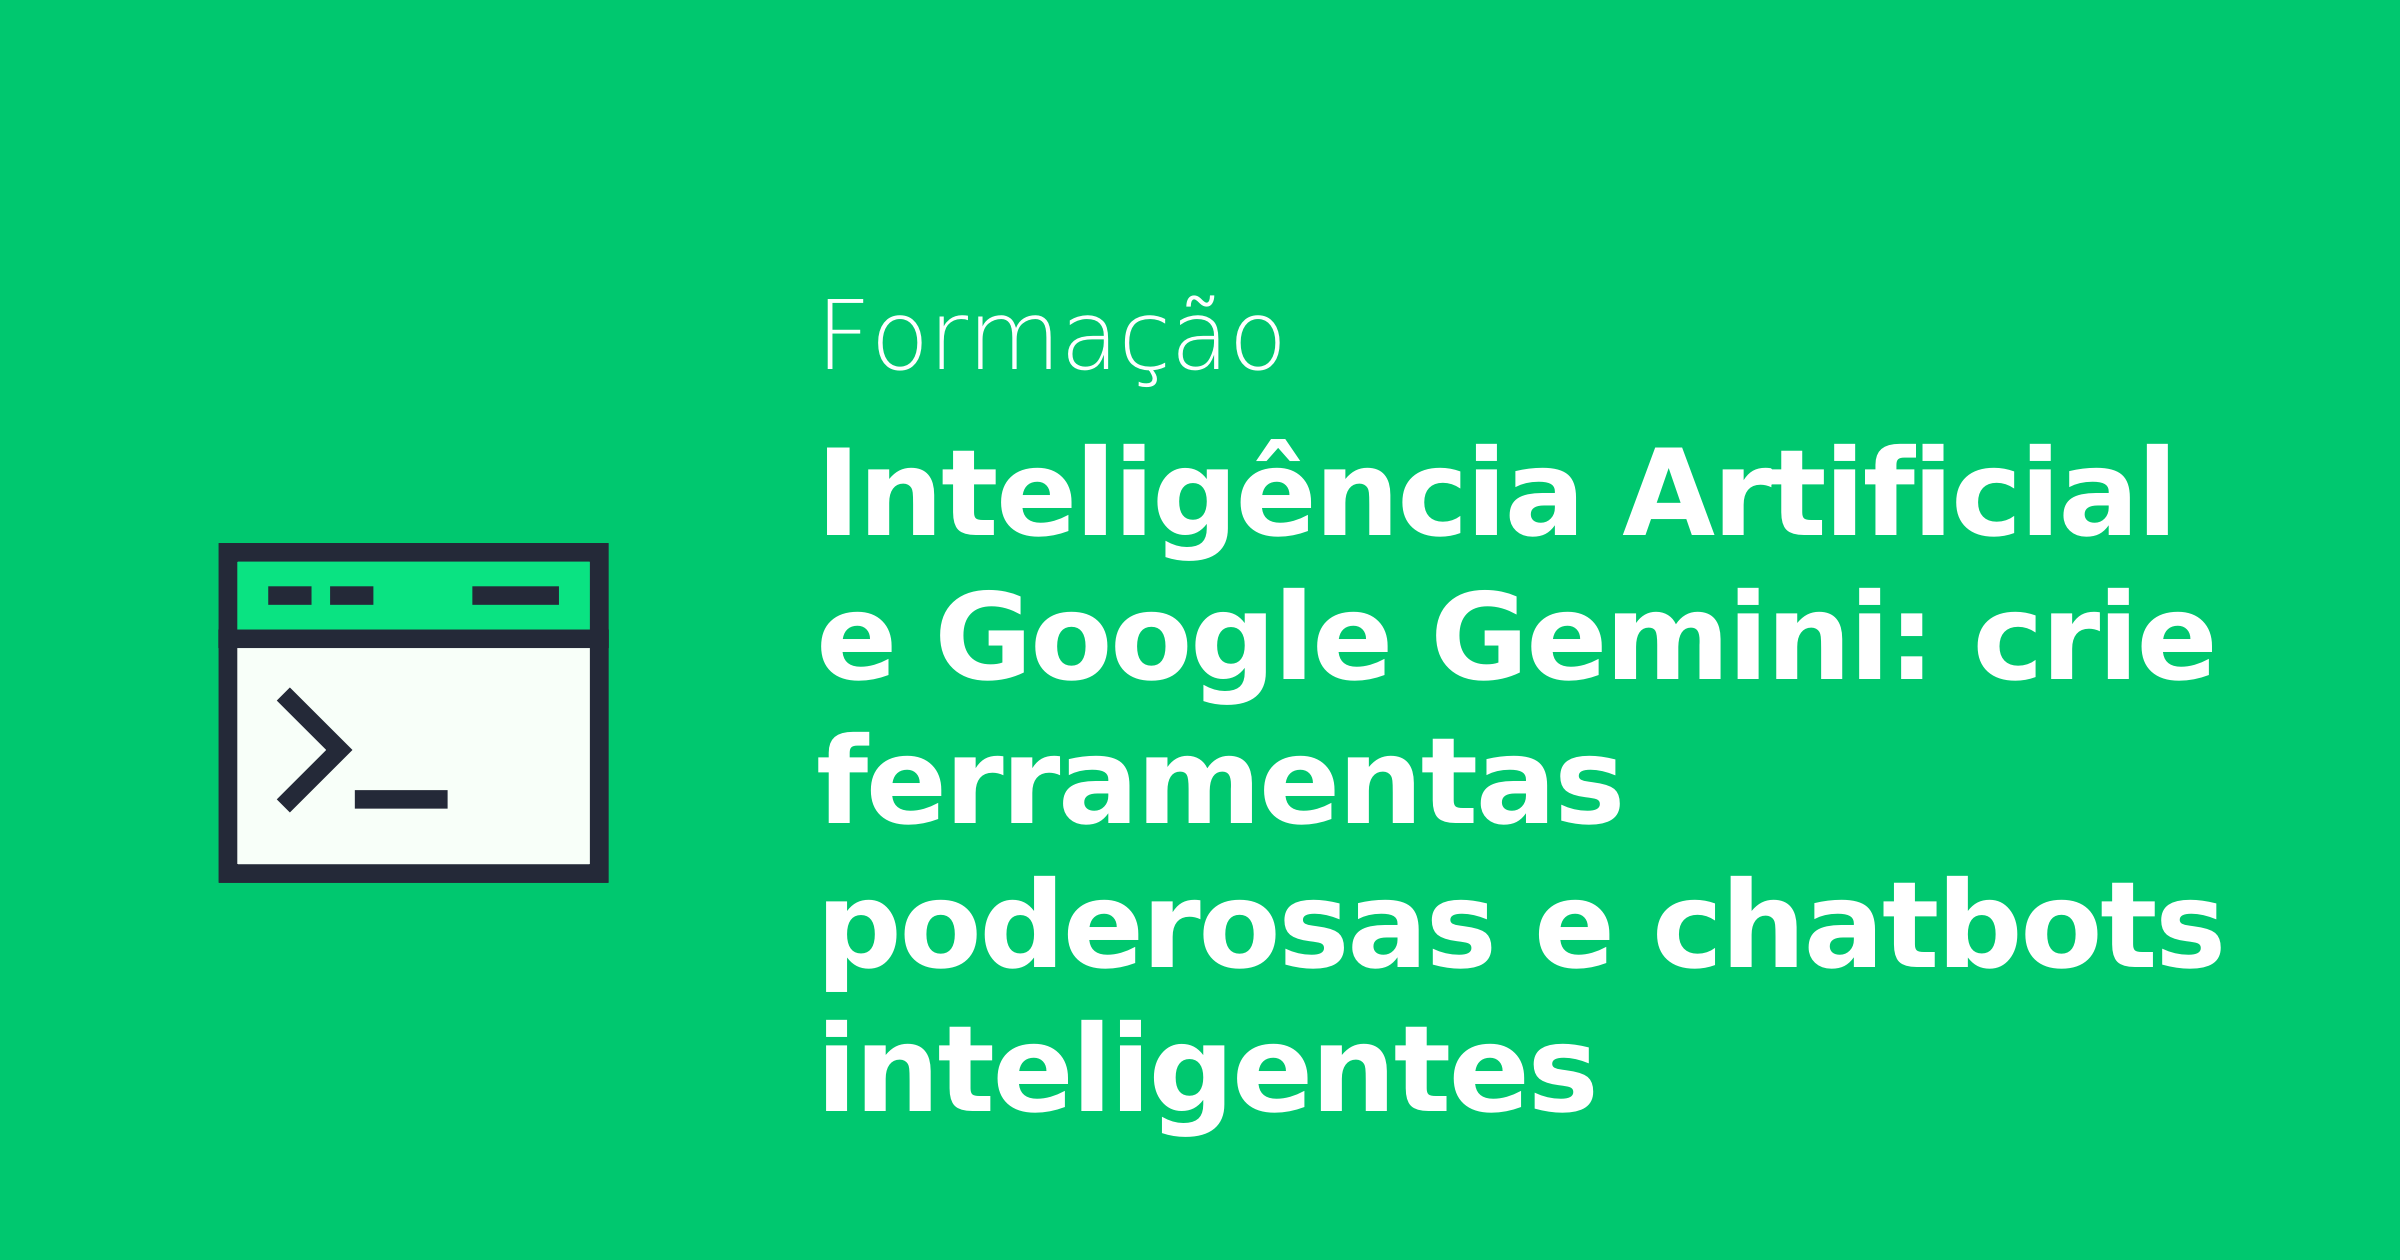 Formação
Inteligência Artificial
e Google Gemini: crie
ferramentas
poderosas e chatbots
inteligentes